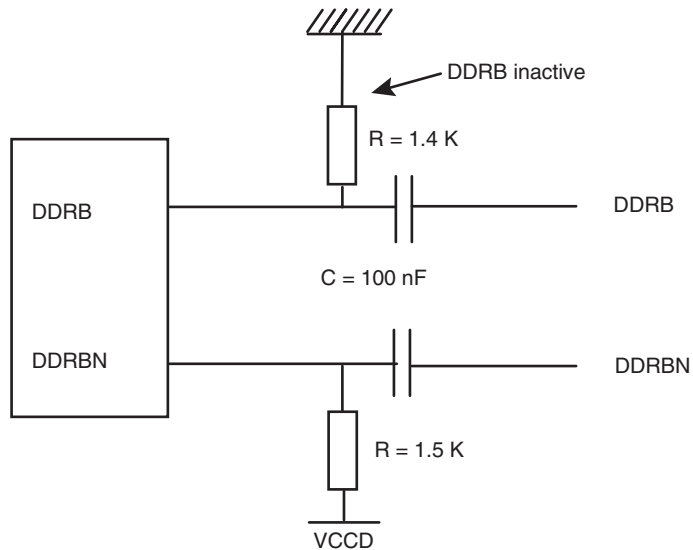 DDRB inactive
R = 1.4 K
DDRB
DDRB
C = 100 nF
DDRBN
DDRBN
R = 1.5 K
VCCD